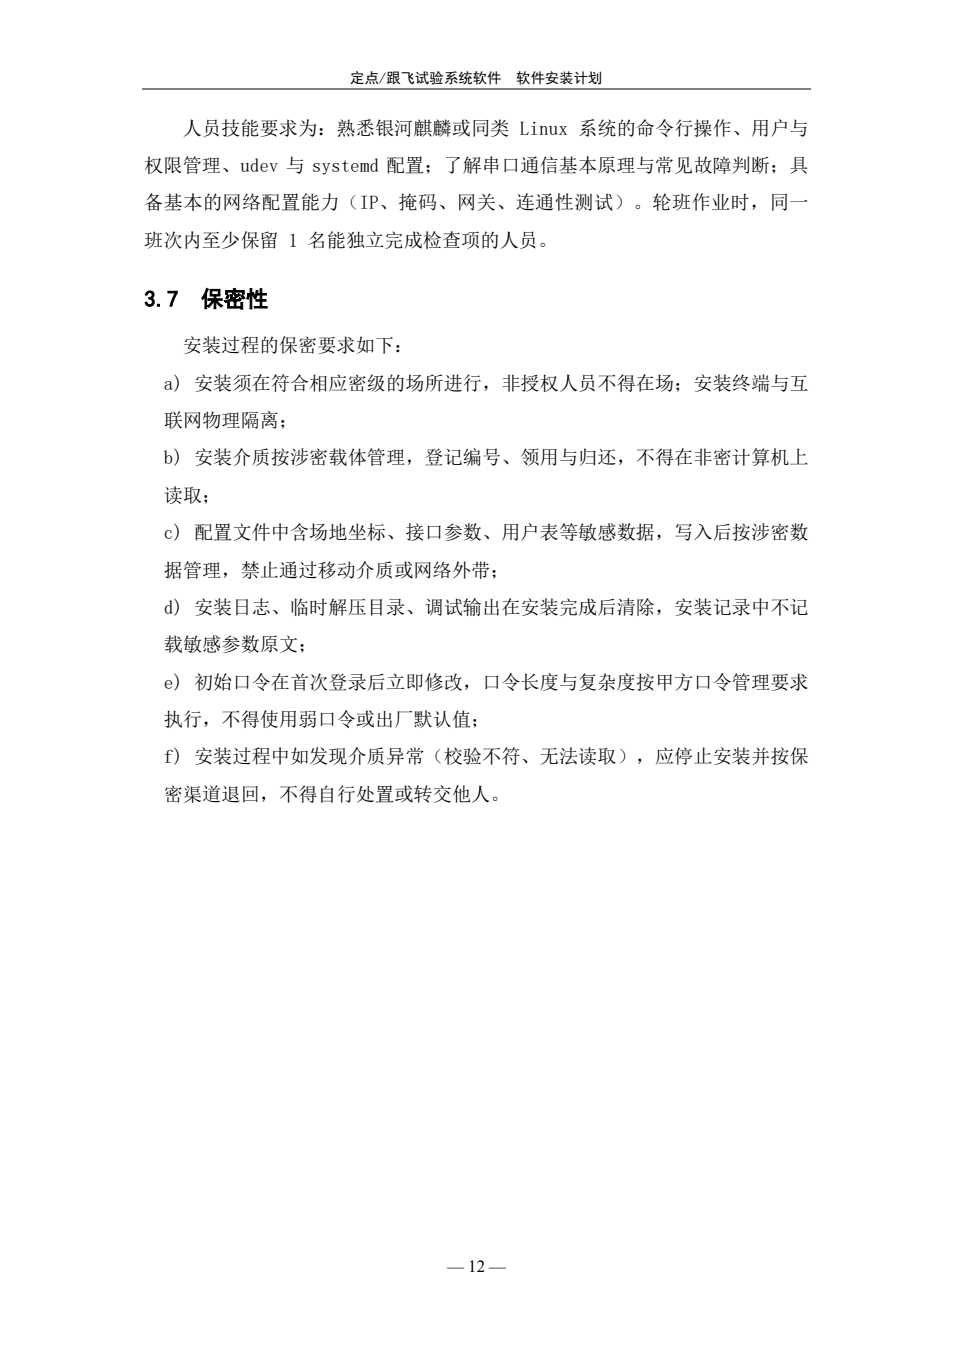 定点/跟飞试验系统软件　软件安装计划
人员技能要求为：熟悉银河麒麟或同类 Linux 系统的命令行操作、用户与
权限管理、udev 与 systemd 配置；了解串口通信基本原理与常见故障判断；具
备基本的网络配置能力（IP、掩码、网关、连通性测试）。轮班作业时，同一
班次内至少保留 1 名能独立完成检查项的人员。
3.7　保密性
安装过程的保密要求如下：
a) 安装须在符合相应密级的场所进行，非授权人员不得在场；安装终端与互
联网物理隔离；
b) 安装介质按涉密载体管理，登记编号、领用与归还，不得在非密计算机上
读取；
c) 配置文件中含场地坐标、接口参数、用户表等敏感数据，写入后按涉密数
据管理，禁止通过移动介质或网络外带；
d) 安装日志、临时解压目录、调试输出在安装完成后清除，安装记录中不记
载敏感参数原文；
e) 初始口令在首次登录后立即修改，口令长度与复杂度按甲方口令管理要求
执行，不得使用弱口令或出厂默认值；
f) 安装过程中如发现介质异常（校验不符、无法读取），应停止安装并按保
密渠道退回，不得自行处置或转交他人。
— 12 —